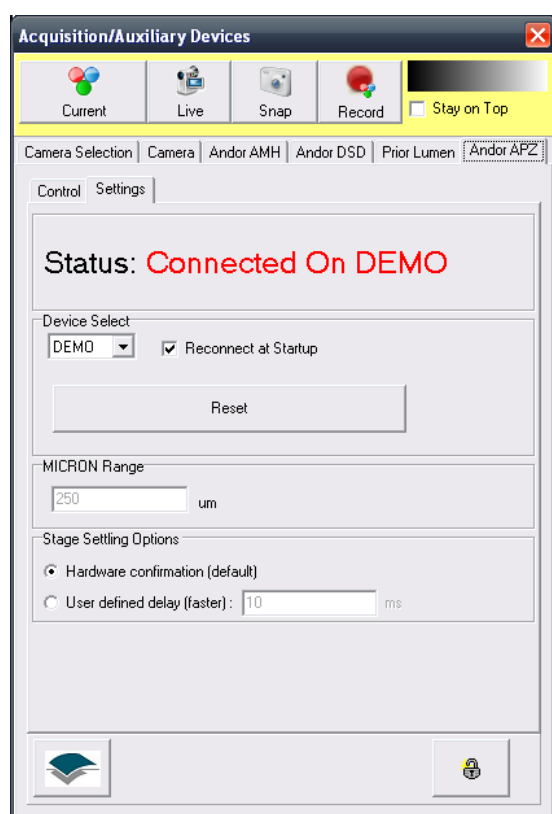 Acquisition/Auxiliary Devices
Current Live Snap Record Stay on Top
Camera Selection Camera Andor AMH Andor DSD Prior Lumen Andor APZ
Control Settings
Status: Connected On DEMO
Device Select
DEMO Reconnect at Startup
Reset
MICRON Range
250 um
Stage Settling Options
Hardware confirmation (default)
User defined delay (faster) : 10 ms